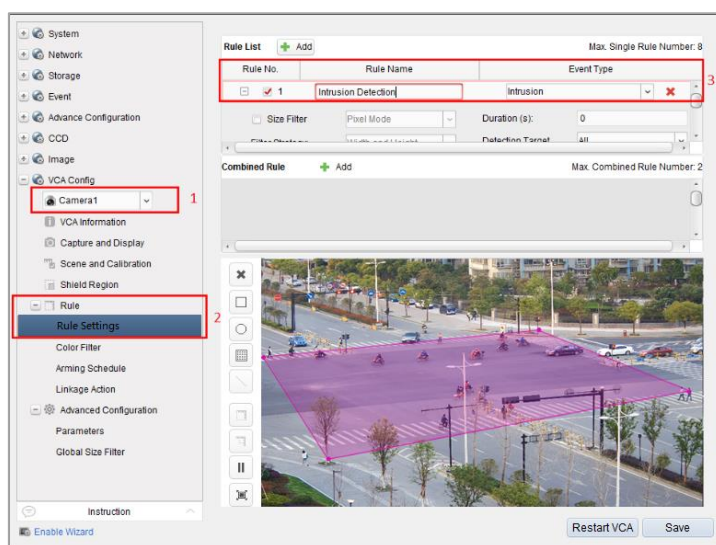 System
Network
Storage
Event
Advance Configuration
CCD
Image
VCA Config
Camera1
1
VCA Information
Capture and Display
Scene and Calibration
Shield Region
Rule
Rule Settings
2
Color Filter
Arming Schedule
Linkage Action
Advanced Configuration
Parameters
Global Size Filter
Instruction
Enable Wizard
Rule List Add Max. Single Rule Number: 8
Rule No. Rule Name Event Type
3
1 Intrusion Detection Intrusion
Size Filter Pixel Mode Duration (s): 0
Filter Strategy Width and Height Detection Target All
Combined Rule Add Max. Combined Rule Number: 2
Restart VCA Save